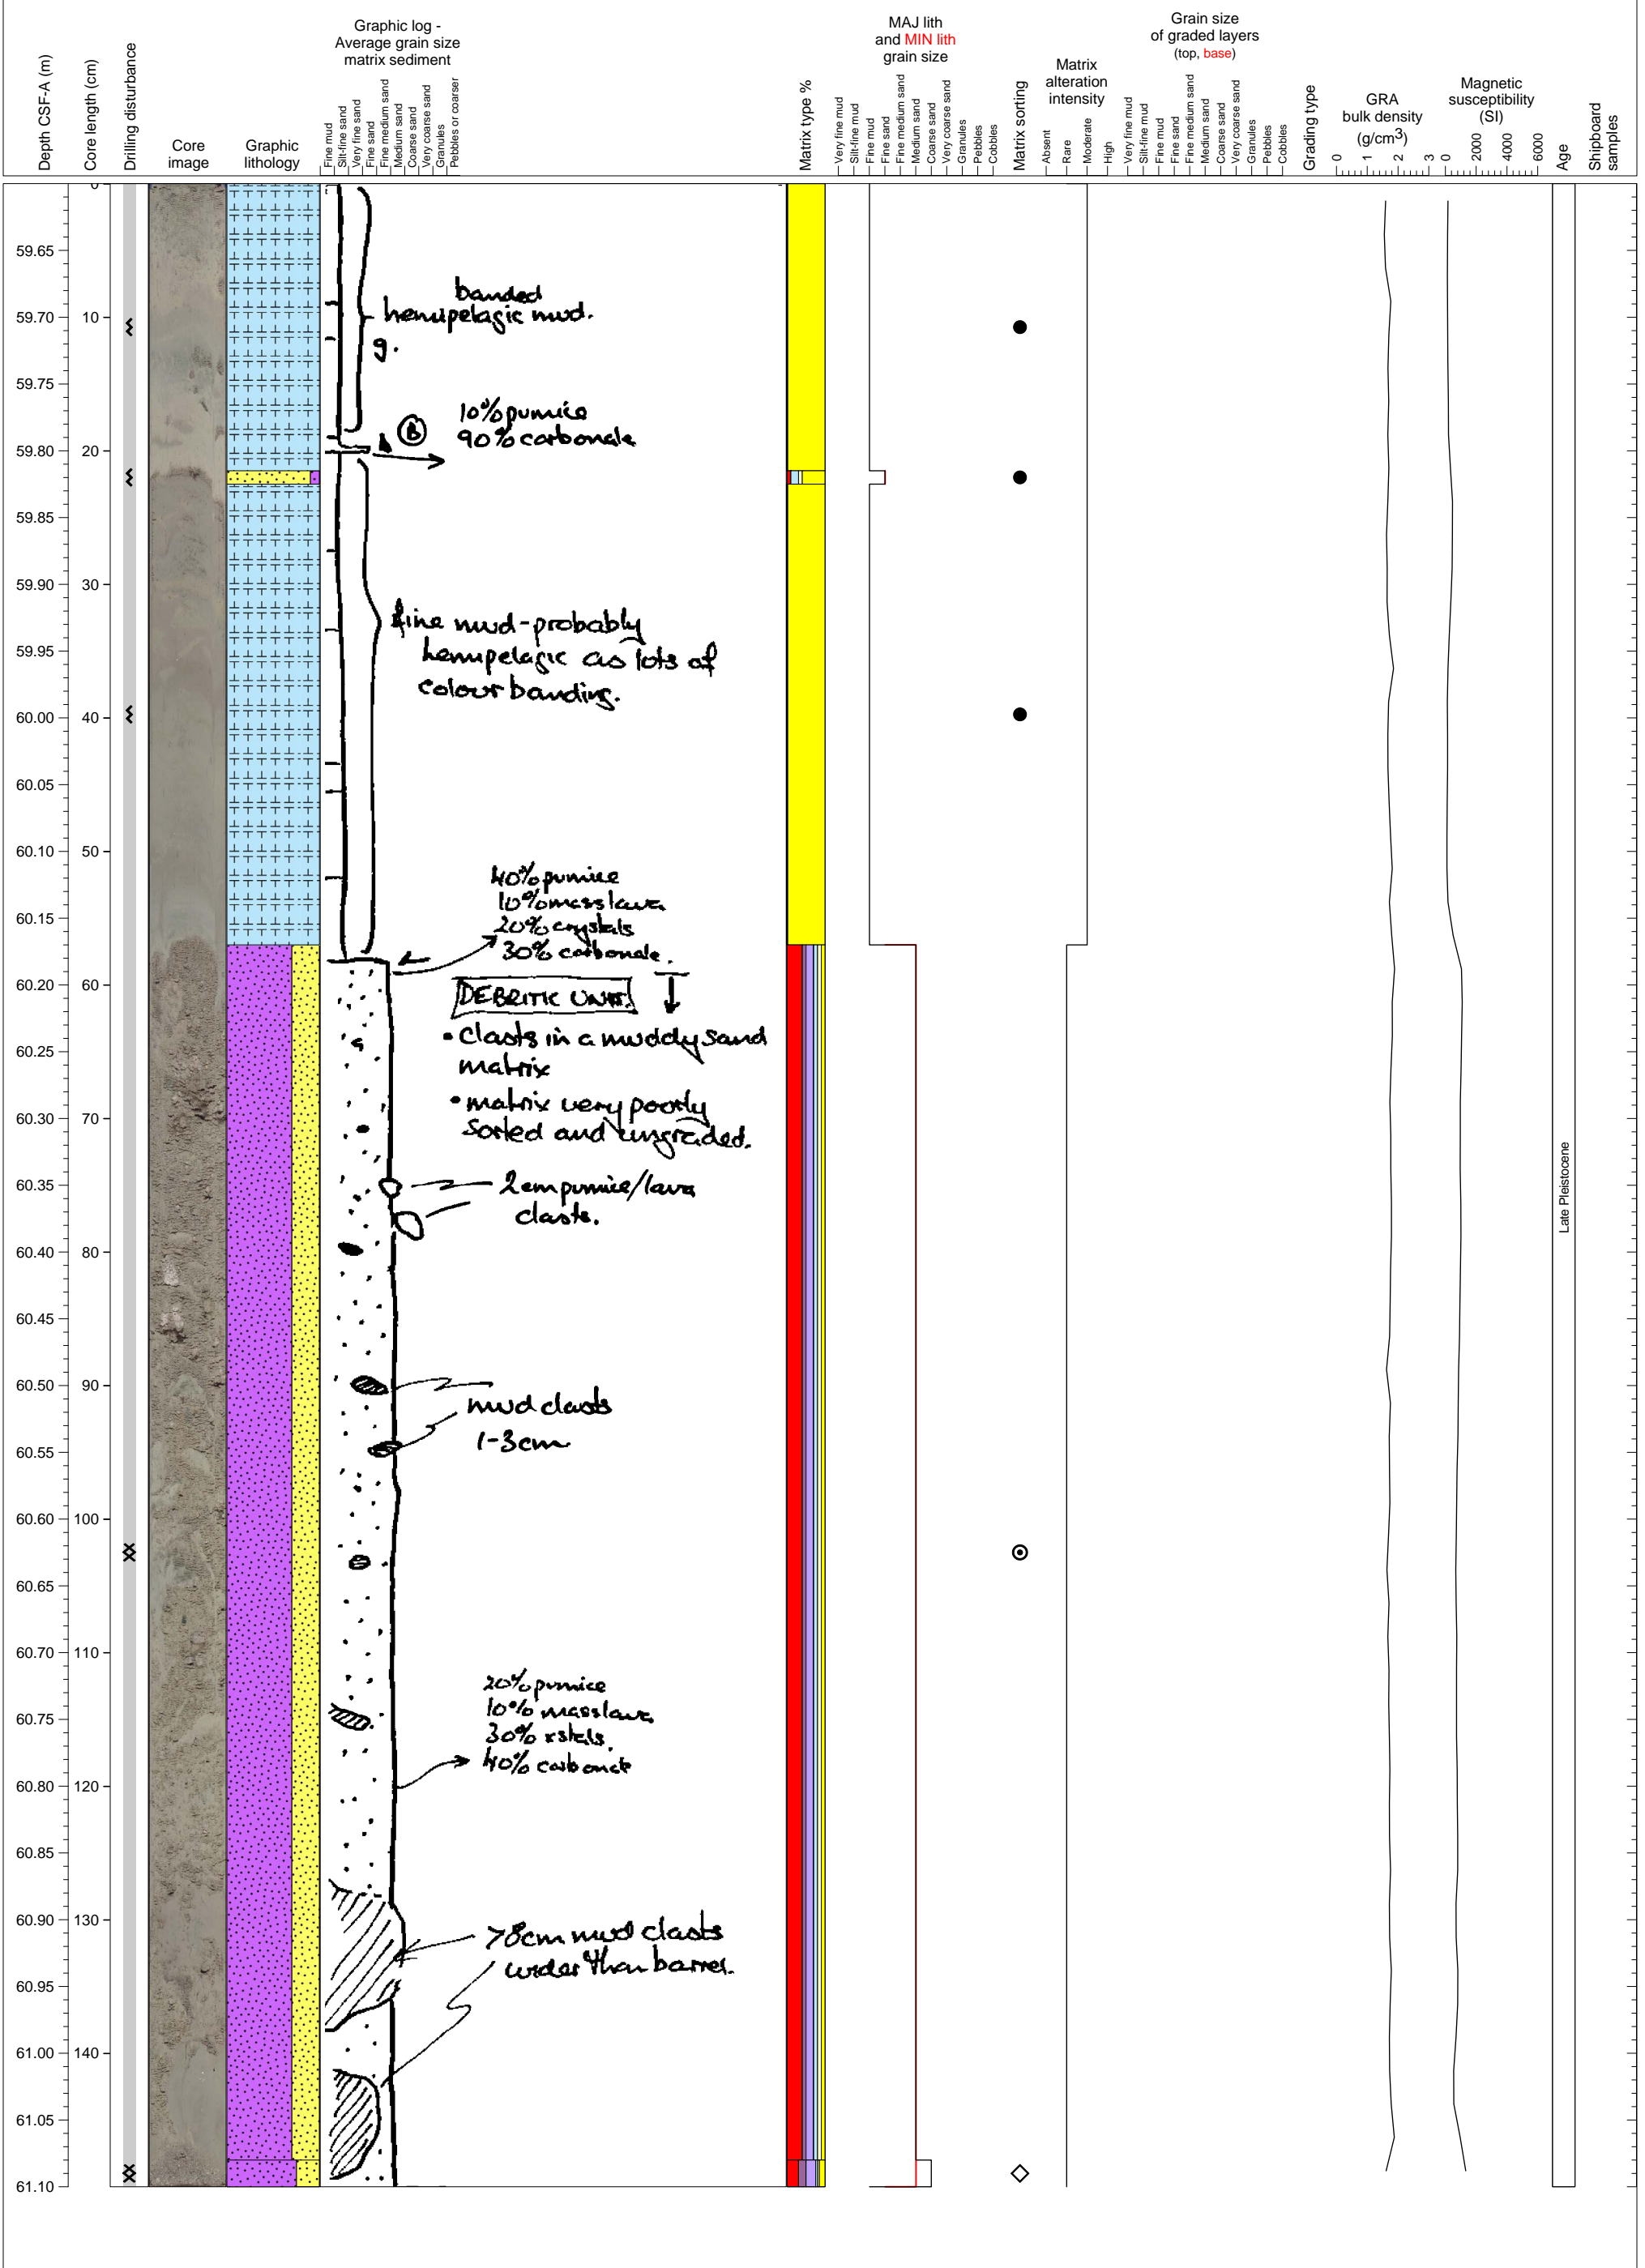 Depth CSF-A (m)
Core length (cm)
Drilling disturbance
Core
image
Graphic
lithology
Graphic log -
Average grain size
matrix sediment
Fine mud
Silt-fine sand
Very fine sand
Fine sand
Fine medium sand
Medium sand
Coarse sand
Very coarse sand
Granules
Pebbles or coarser
Matrix type %
MAJ lith
and MIN lith
grain size
Very fine mud
Silt-fine mud
Fine mud
Fine sand
Fine medium sand
Medium sand
Coarse sand
Very coarse sand
Granules
Pebbles
Cobbles
Matrix sorting
Matrix
alteration
intensity
Absent
Rare
Moderate
High
Grain size
of graded layers
(top, base)
Very fine mud
Silt-fine mud
Fine mud
Fine sand
Fine medium sand
Medium sand
Coarse sand
Very coarse sand
Granules
Pebbles
Cobbles
Grading type
GRA
bulk density
(g/cm3)
0 1 2 3
Magnetic
susceptibility
(SI)
0 2000 4000 6000
Age
Shipboard
samples
0
59.65
59.70 10
59.75
59.80 20
59.85
59.90 30
59.95
60.00 40
60.05
60.10 50
60.15
60.20 60
60.25
60.30 70
60.35
60.40 80
60.45
60.50 90
60.55
60.60 100
60.65
60.70 110
60.75
60.80 120
60.85
60.90 130
60.95
61.00 140
61.05
61.10
banded
hemipelagic mud.
g.
B
10% pumice
90% carbonate
fine mud - probably
hemipelagic as lots of
colour banding.
40% pumice
10% mass lava
20% crystals
30% carbonate.
DEBRITIC UNIT.
• Clasts in a muddy sand
matrix
• matrix very poorly
sorted and ungraded.
2cm pumice/lava
clasts.
mud clasts
1-3cm
20% pumice
10% mass lava
30% xstals.
40% carbonate
>8cm mud clasts
wider than barrel.
Late Pleistocene